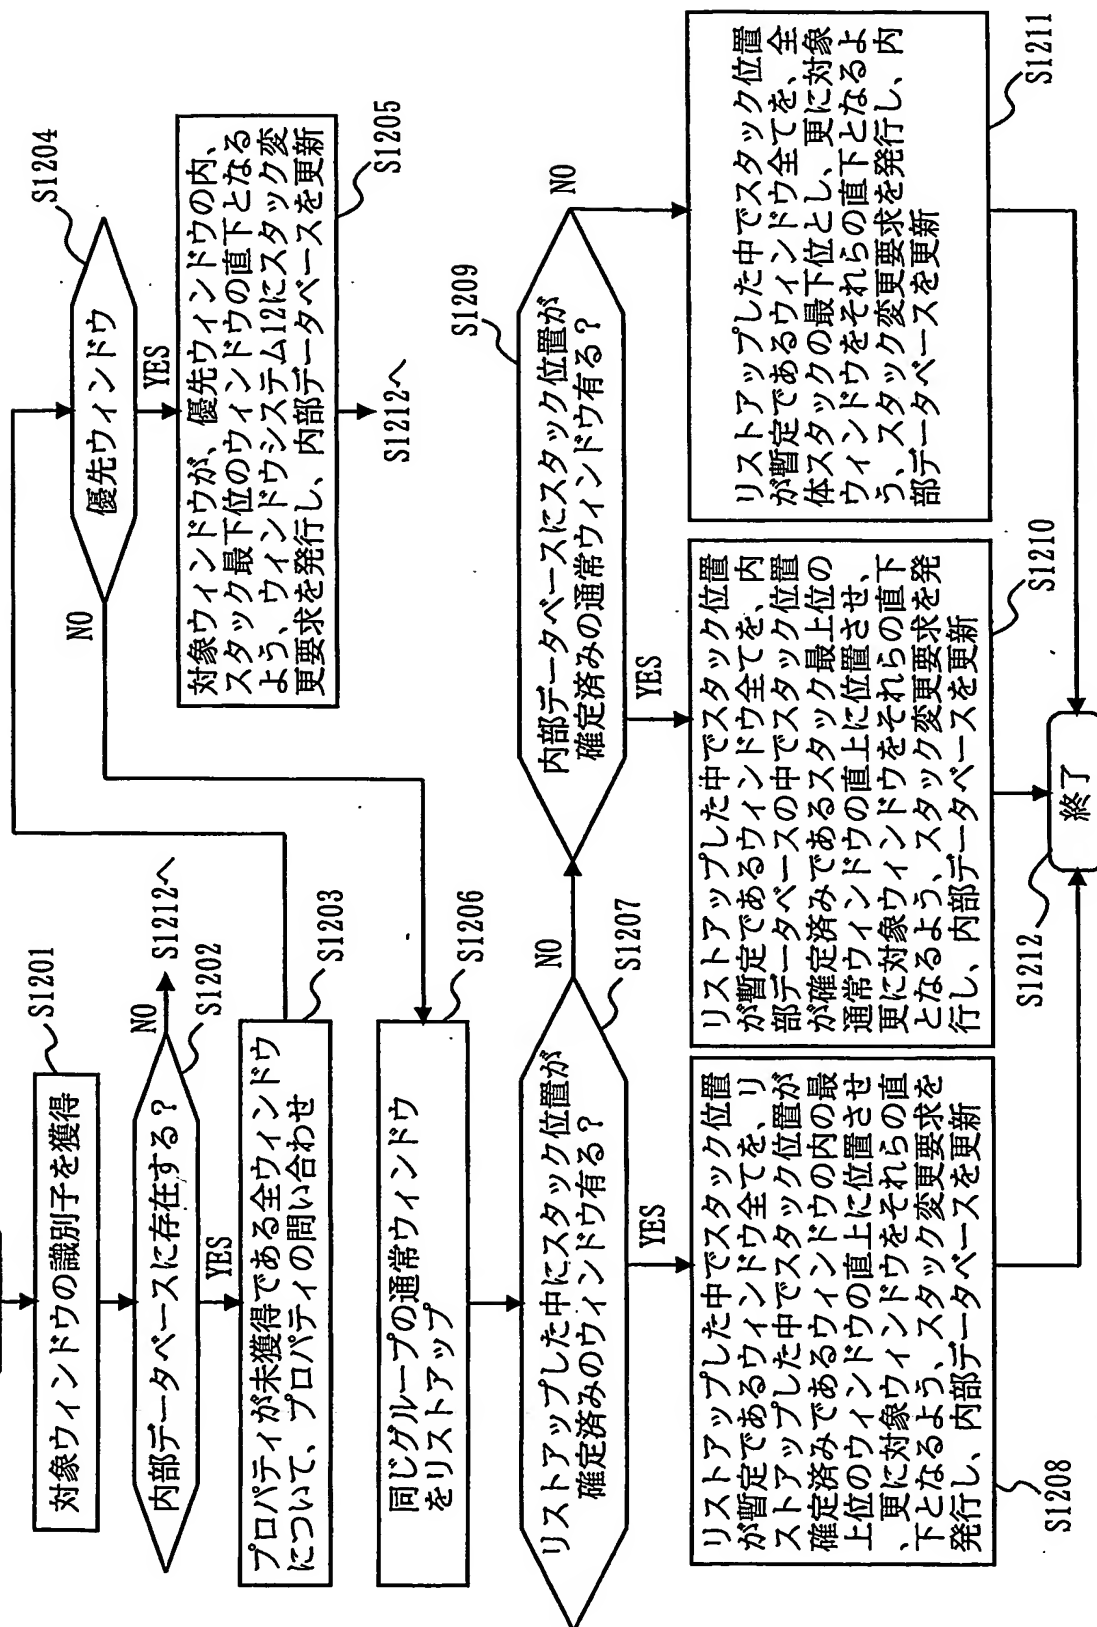 対象ウィンドウの識別子を獲得
S1201
内部データベースに存在する?
S1202
NO
S1212へ
YES
プロパティが未獲得である全ウィンドウ
について、プロパティの問い合わせ
S1203
優先ウィンドウ
S1204
NO
YES
対象ウィンドウが、優先ウィンドウの内、
スタック最下位のウィンドウの直下となる
よう、ウィンドウシステム12にスタック変
更要求を発行し、内部データベースを更新
S1205
S1212へ
同じグループの通常ウィンドウ
をリストアップ
S1206
リストアップした中にスタック位置が
確定済みのウィンドウ有る?
S1207
NO
YES
リストアップした中でスタック位置
が暫定であるウィンドウ全てを、リ
ストアップした中でスタック位置が
確定済みであるウィンドウの内の最
上位のウィンドウの直上に位置させ
、更に対象ウィンドウをそれらの直
下となるよう、スタック変更要求を
発行し、内部データベースを更新
S1208
内部データベースにスタック位置が
確定済みの通常ウィンドウ有る?
S1209
NO
YES
リストアップした中でスタック位置
が暫定であるウィンドウ全てを、内
部データベースの中でスタック位置
が確定済みであるスタック最上位の
通常ウィンドウの直上に位置させ、
更に対象ウィンドウをそれらの直下
となるよう、スタック変更要求を発
行し、内部データベースを更新
S1210
リストアップした中でスタック位置
が暫定であるウィンドウ全てを、全
体スタックの最下位とし、更に対象
ウィンドウをそれらの直下となるよ
う、スタック変更要求を発行し、内
部データベースを更新
S1211
終了
S1212